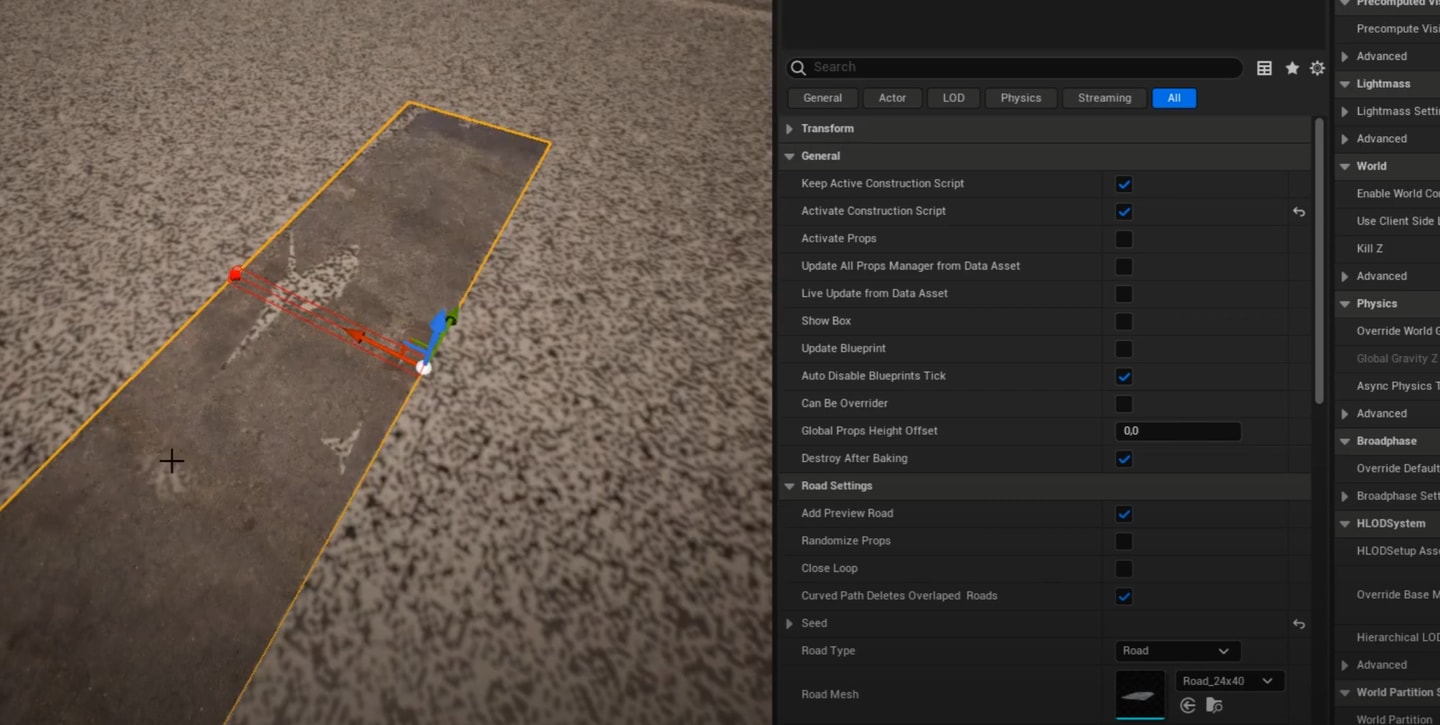 Search
General Actor LOD Physics Streaming All
Transform
General
Keep Active Construction Script
Activate Construction Script
Activate Props
Update All Props Manager from Data Asset
Live Update from Data Asset
Show Box
Update Blueprint
Auto Disable Blueprints Tick
Can Be Overrider
Global Props Height Offset 0,0
Destroy After Baking
Road Settings
Add Preview Road
Randomize Props
Close Loop
Curved Path Deletes Overlaped Roads
Seed
Road Type Road
Road Mesh Road_24x40
Precomputed Vi
Precompute Visi
Advanced
Lightmass
Lightmass Setti
Advanced
World
Enable World Co
Use Client Side L
Kill Z
Advanced
Physics
Override World G
Global Gravity Z
Async Physics T
Advanced
Broadphase
Override Default
Broadphase Sett
HLODSystem
HLODSetup Ass
Override Base M
Hierarchical LOD
Advanced
World Partition S
World Partition